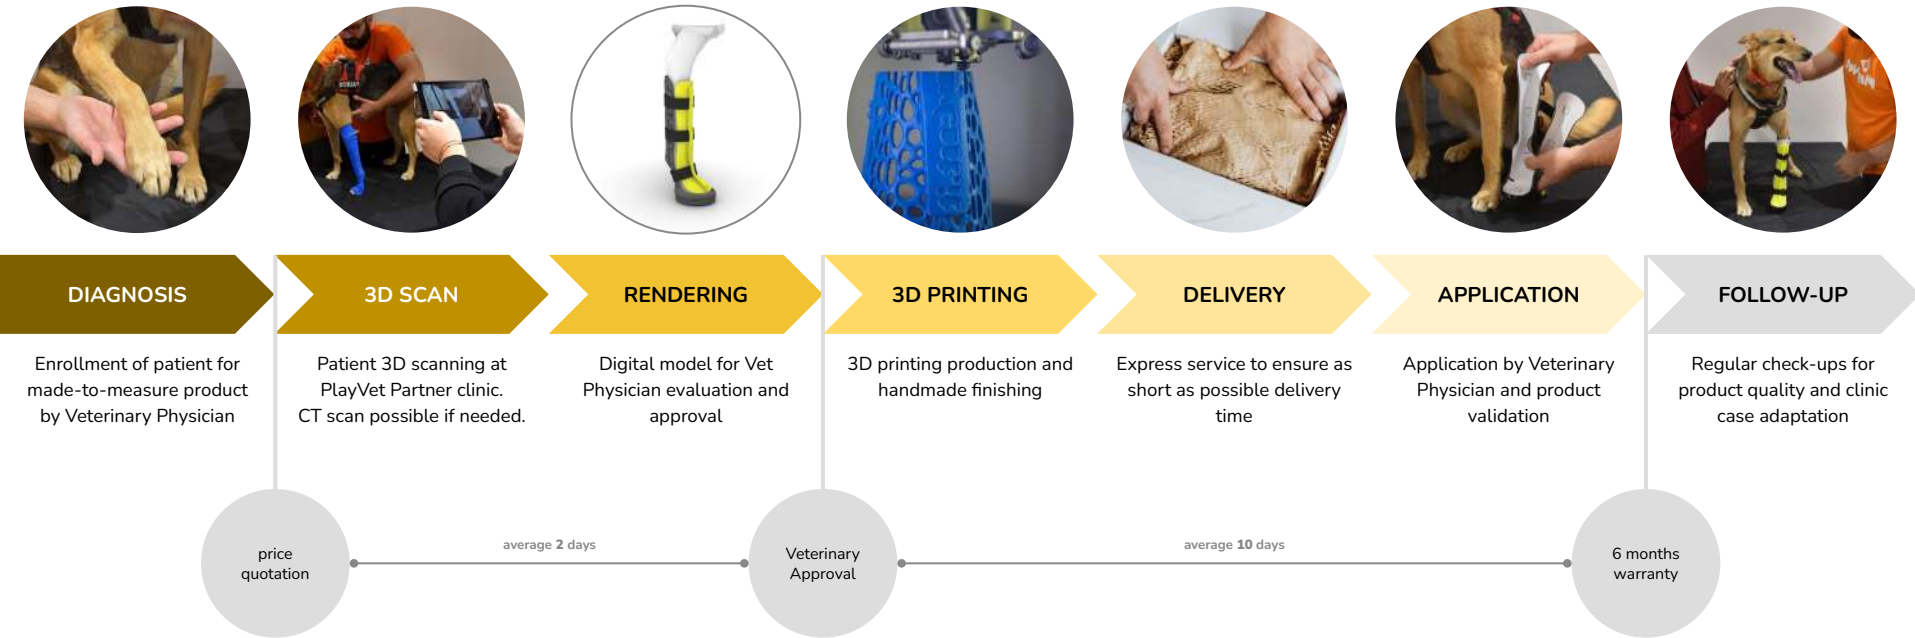 DIAGNOSIS
3D SCAN
RENDERING
3D PRINTING
DELIVERY
APPLICATION
FOLLOW-UP
Enrollment of patient for
made-to-measure product
by Veterinary Physician
Patient 3D scanning at
PlayVet Partner clinic.
CT scan possible if needed.
Digital model for Vet
Physician evaluation and
approval
3D printing production and
handmade finishing
Express service to ensure as
short as possible delivery
time
Application by Veterinary
Physician and product
validation
Regular check-ups for
product quality and clinic
case adaptation
price
quotation
average 2 days
Veterinary
Approval
average 10 days
6 months
warranty